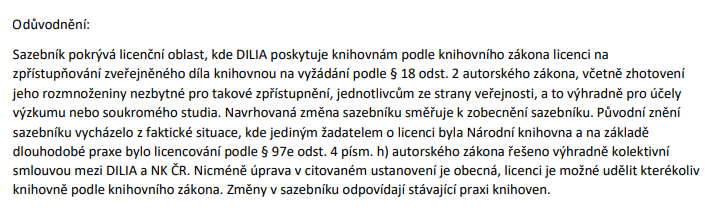 Odůvodnění:
Sazebník pokrývá licenční oblast, kde DILIA poskytuje knihovnám podle knihovního zákona licenci na
zpřístupňování zveřejněného díla knihovnou na vyžádání podle § 18 odst. 2 autorského zákona, včetně zhotovení
jeho rozmnoženiny nezbytné pro takové zpřístupnění, jednotlivcům ze strany veřejnosti, a to výhradně pro účely
výzkumu nebo soukromého studia. Navrhovaná změna sazebníku směřuje k zobecnění sazebníku. Původní znění
sazebníku vycházelo z faktické situace, kde jediným žadatelem o licenci byla Národní knihovna a na základě
dlouhodobé praxe bylo licencování podle § 97e odst. 4 písm. h) autorského zákona řešeno výhradně kolektivní
smlouvou mezi DILIA a NK ČR. Nicméně úprava v citovaném ustanovení je obecná, licenci je možné udělit kterékoliv
knihovně podle knihovního zákona. Změny v sazebníku odpovídají stávající praxi knihoven.